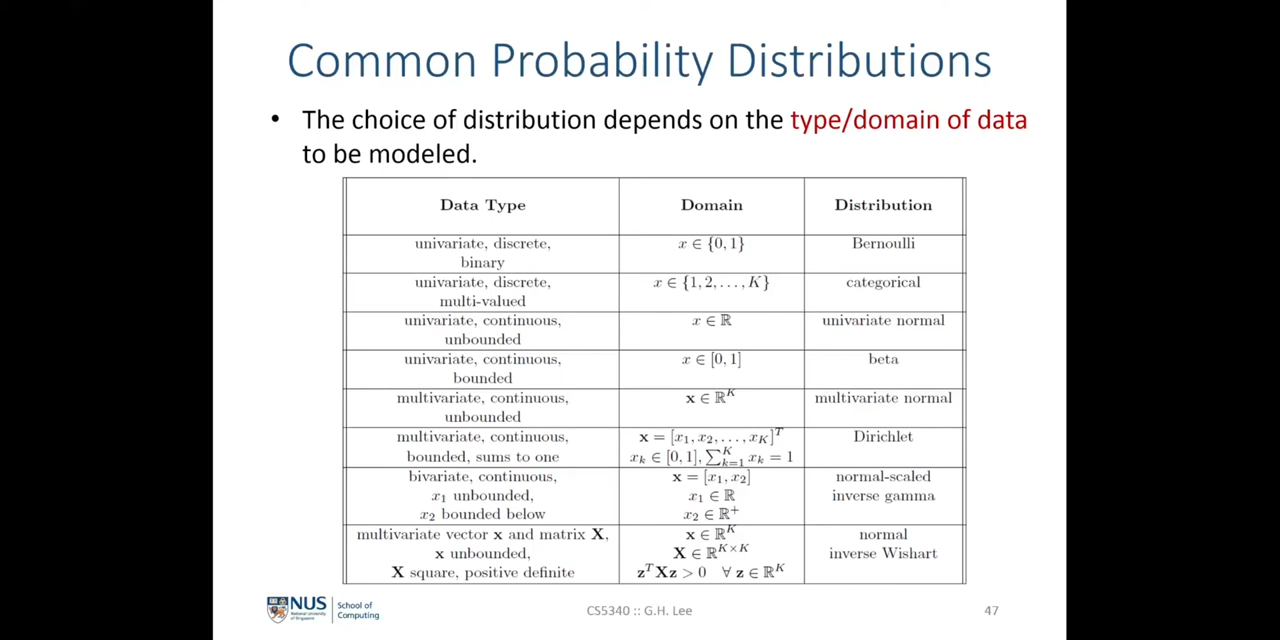 Common Probability Distributions
• The choice of distribution depends on the type/domain of data
to be modeled.
Data Type Domain Distribution
univariate, discrete, x ∈ {0, 1} Bernoulli
binary
univariate, discrete, x ∈ {1, 2, . . . , K} categorical
multi-valued
univariate, continuous, x ∈ ℝ univariate normal
unbounded
univariate, continuous, x ∈ [0, 1] beta
bounded
multivariate, continuous, x ∈ ℝ^K multivariate normal
unbounded
multivariate, continuous, x = [x₁, x₂, . . . , x_K]^T Dirichlet
bounded, sums to one x_k ∈ [0, 1], ∑_{k=1}^K x_k = 1
bivariate, continuous, x = [x₁, x₂] normal-scaled
x₁ unbounded, x₁ ∈ ℝ inverse gamma
x₂ bounded below x₂ ∈ ℝ⁺
multivariate vector x and matrix X, x ∈ ℝ^K normal
x unbounded, X ∈ ℝ^{K×K} inverse Wishart
X square, positive definite z^T Xz > 0 ∀ z ∈ ℝ^K
NUS
National University
of Singapore
School of
Computing
CS5340 :: G.H. Lee
47